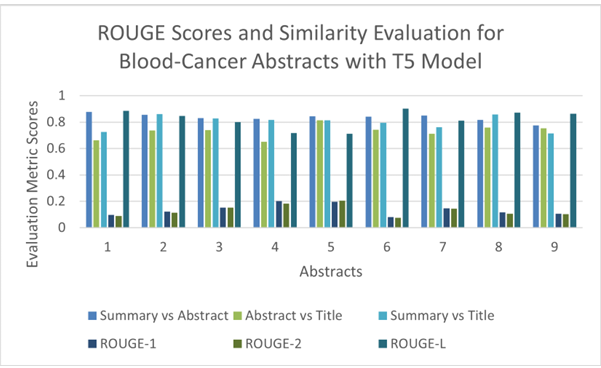 ROUGE Scores and Similarity Evaluation for
Blood-Cancer Abstracts with T5 Model
Evaluation Metric Scores
1
0.8
0.6
0.4
0.2
0
1 2 3 4 5 6 7 8 9
Abstracts
Summary vs Abstract Abstract vs Title Summary vs Title
ROUGE-1 ROUGE-2 ROUGE-L